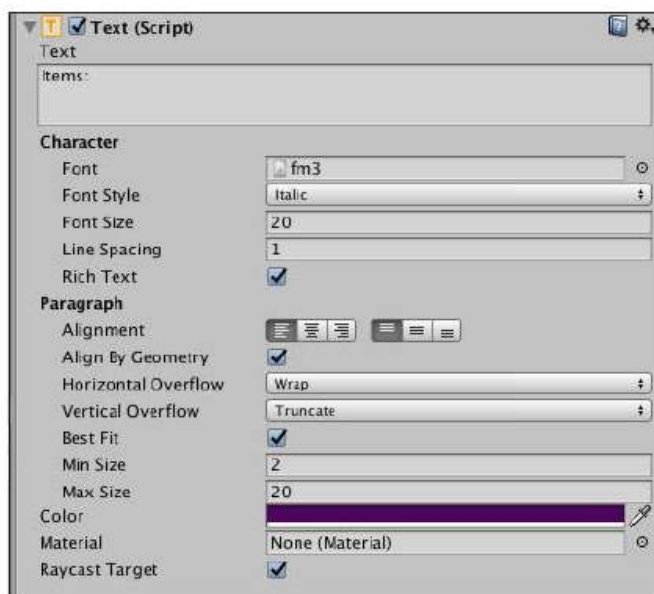 Text (Script)
Text
Items:
Character
Font fm3
Font Style Italic
Font Size 20
Line Spacing 1
Rich Text
Paragraph
Alignment
Align By Geometry
Horizontal Overflow Wrap
Vertical Overflow Truncate
Best Fit
Min Size 2
Max Size 20
Color
Material None (Material)
Raycast Target